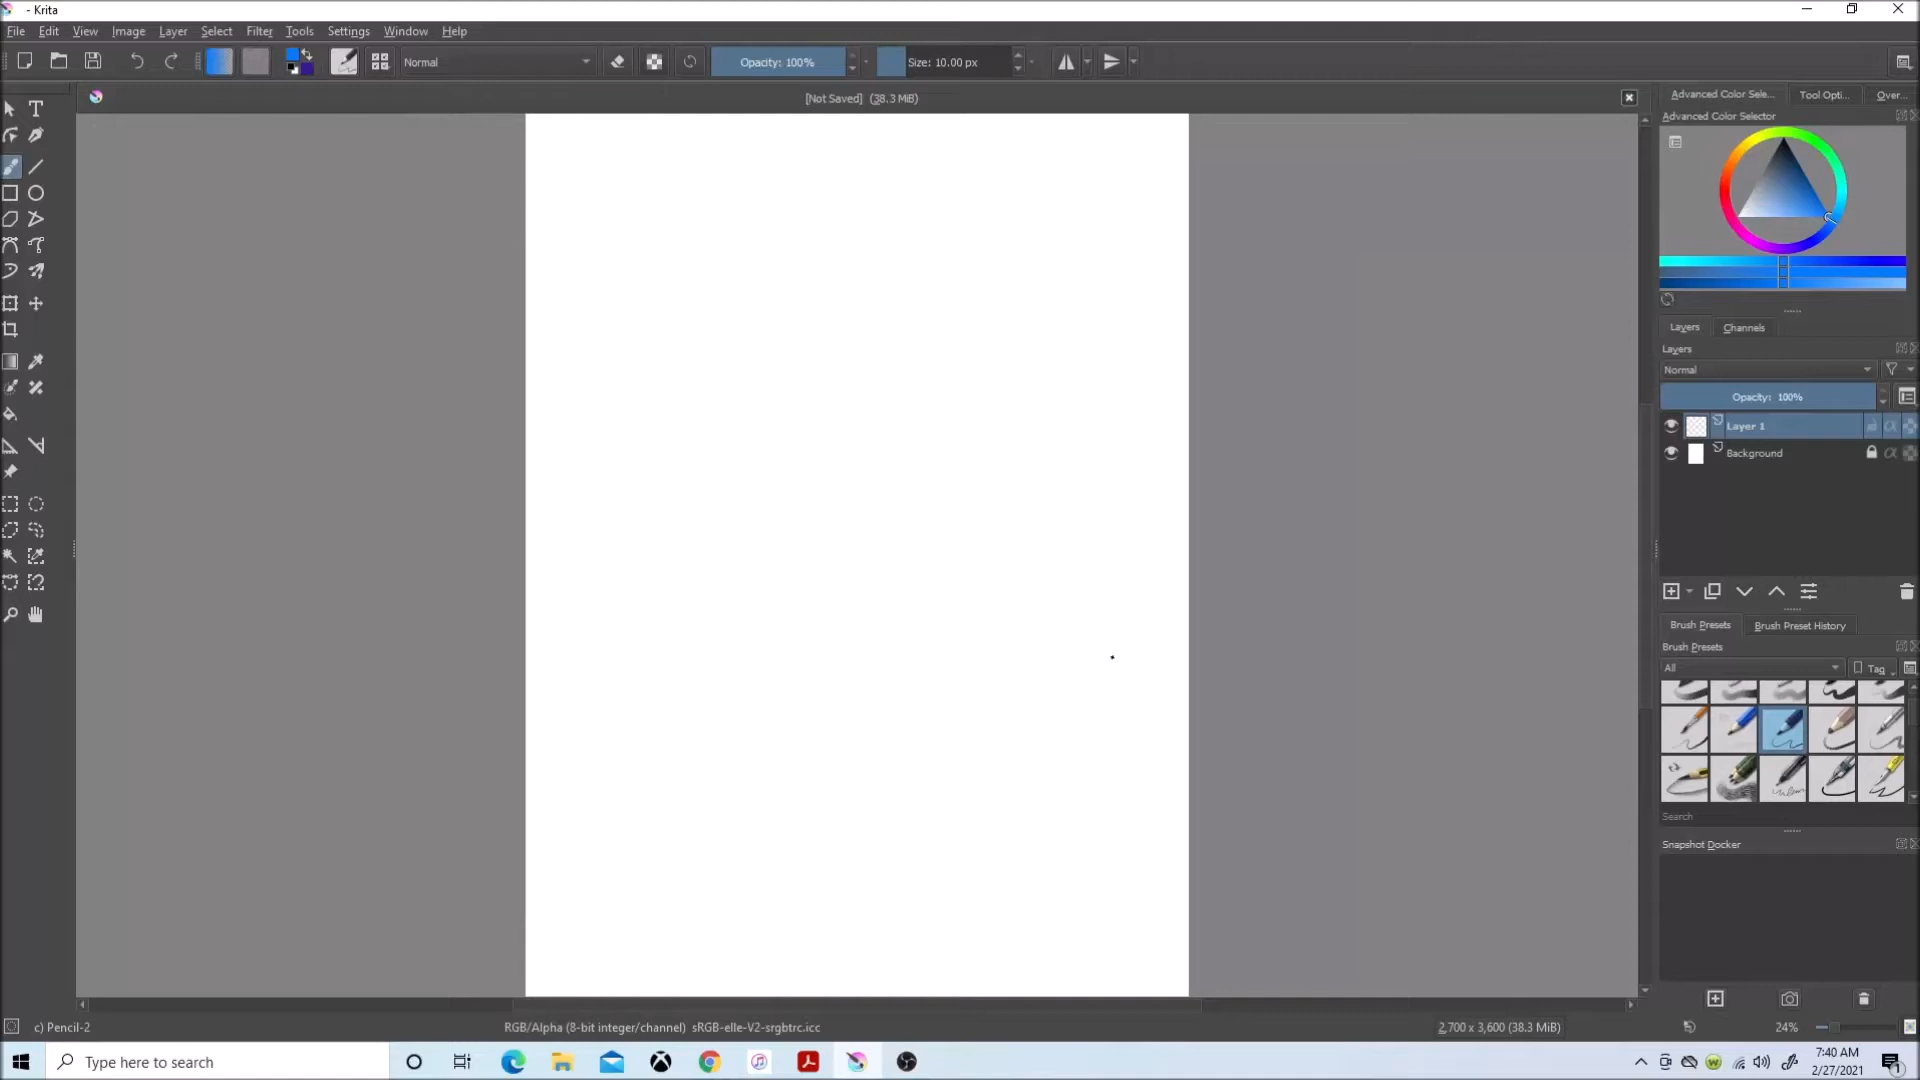 - Krita
File Edit View Image Layer Select Filter Tools Settings Window Help
Normal
Opacity: 100%
Size: 10.00 px
[Not Saved] (38.3 MiB)
Advanced Color Sele... Tool Opti... Over...
Advanced Color Selector
Layers Channels
Layers
Normal
Opacity: 100%
Layer 1
Background
Brush Presets Brush Preset History
Brush Presets
All
Tag
Search
Snapshot Docker
c) Pencil-2
RGB/Alpha (8-bit integer/channel) sRGB-elle-V2-srgbtrc.icc
2,700 x 3,600 (38.3 MiB)
24%
Type here to search
7:40 AM
2/27/2021
1